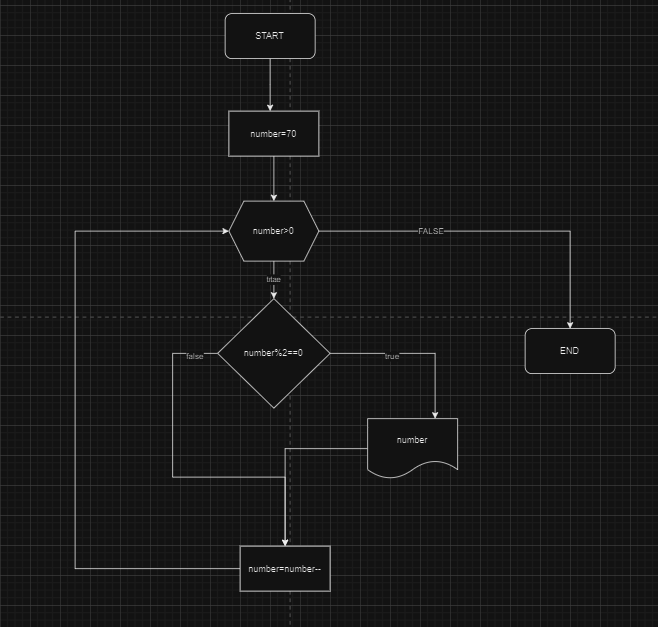 START
number=70
number>0
FALSE
number%2==0
false
true
END
number
number=number--